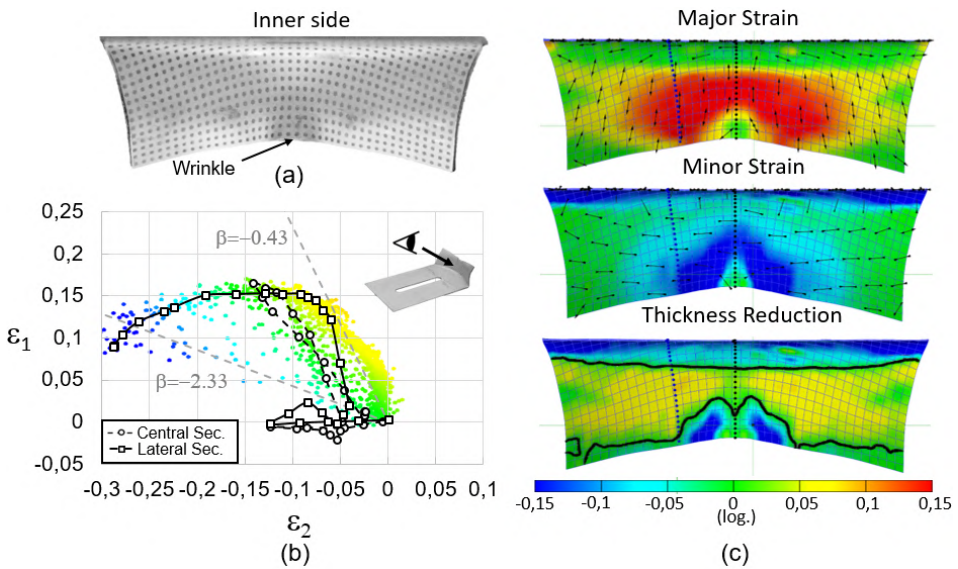 Inner side
Wrinkle
(a)
0,25
0,2
0,15
0,1
0,05
0
-0,05
ε1
β=−0.43
β=−2.33
Central Sec.
Lateral Sec.
-0,3 -0,25 -0,2 -0,15 -0,1 -0,05 0 0,05 0,1
ε2
(b)
Major Strain
Minor Strain
Thickness Reduction
-0.15 -0,1 -0,05 0 0,05 0,1 0,15
(log.)
(c)